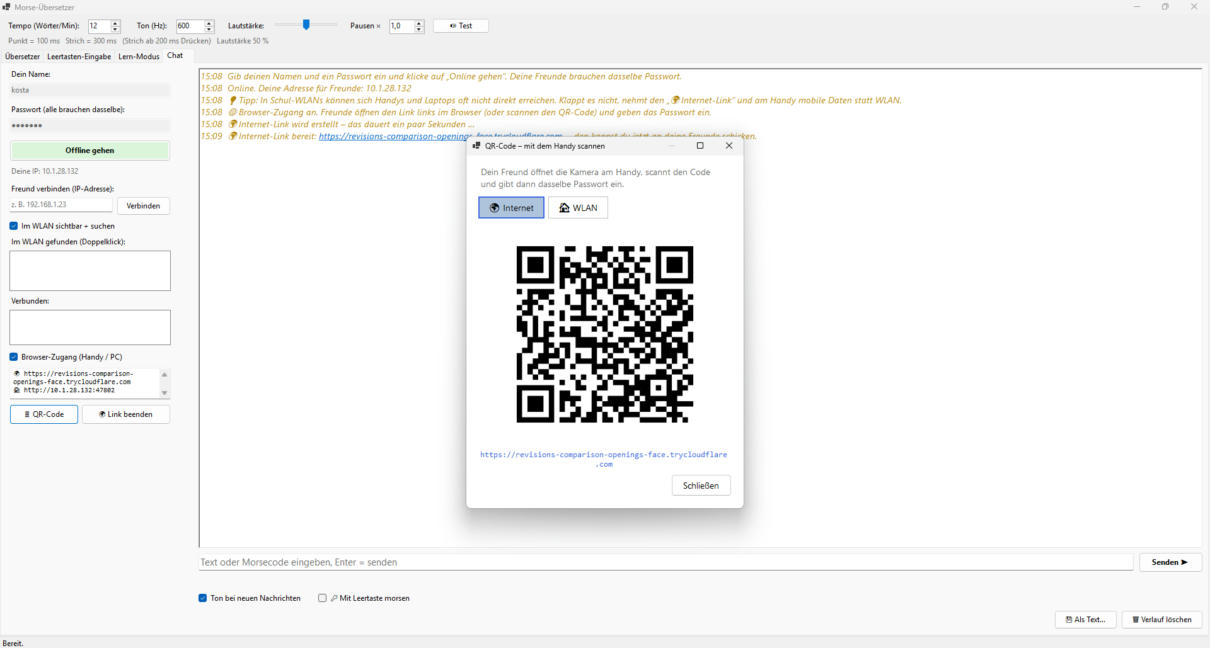 Morse-Übersetzer
Tempo (Wörter/Min): 12 Ton (Hz): 600 Lautstärke: Pausen × 1,0 Test
Punkt = 100 ms Strich = 300 ms (Strich ab 200 ms Drücken) Lautstärke 50 %
Übersetzer Leertasten-Eingabe Lern-Modus Chat
Dein Name:
kosta
Passwort (alle brauchen dasselbe):
•••••••
Offline gehen
Deine IP: 10.1.28.132
Freund verbinden (IP-Adresse):
z. B. 192.168.1.23 Verbinden
Im WLAN sichtbar + suchen
Im WLAN gefunden (Doppelklick):
Verbunden:
Browser-Zugang (Handy / PC)
https://revisions-comparison-
openings-face.trycloudflare.com
http://10.1.28.132:47802
QR-Code Link beenden
15:08 Gib deinen Namen und ein Passwort ein und klicke auf „Online gehen“. Deine Freunde brauchen dasselbe Passwort.
15:08 Online. Deine Adresse für Freunde: 10.1.28.132
15:08 Tipp: In Schul-WLANs können sich Handys und Laptops oft nicht direkt erreichen. Klappt es nicht, nehmt den „🌍Internet-Link“ und am Handy mobile Daten statt WLAN.
15:08 Browser-Zugang an. Freunde öffnen den Link links im Browser (oder scannen den QR-Code) und geben das Passwort ein.
15:08 Internet-Link wird erstellt – das dauert ein paar Sekunden ...
15:09 Internet-Link bereit: https://revisions-comparison-openings-face.trycloudflare.com – den kannst du jetzt an deine Freunde schicken.
QR-Code – mit dem Handy scannen
Dein Freund öffnet die Kamera am Handy, scannt den Code
und gibt dann dasselbe Passwort ein.
Internet WLAN
https://revisions-comparison-openings-face.trycloudflare
.com
Schließen
Text oder Morsecode eingeben, Enter = senden Senden ➤
Ton bei neuen Nachrichten Mit Leertaste morsen
Als Text... Verlauf löschen
Bereit.